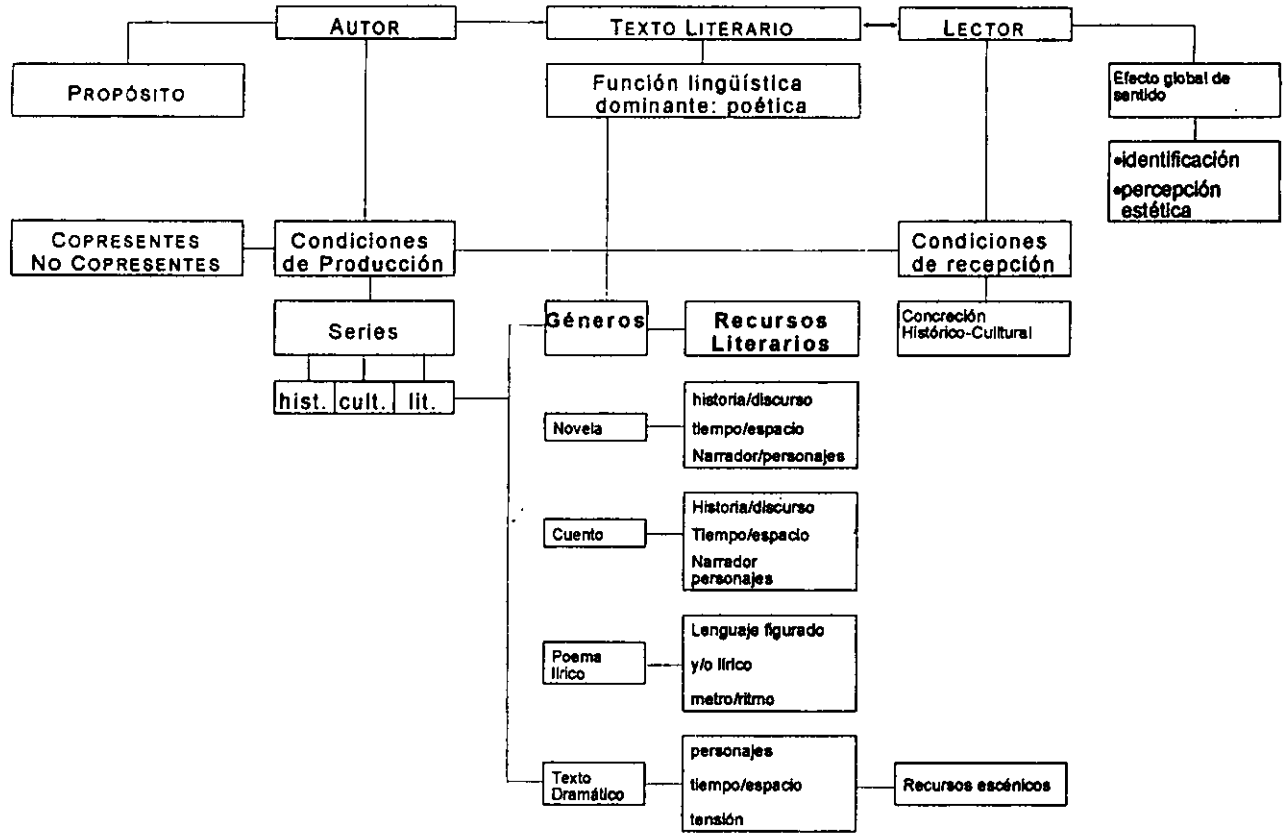 AUTOR
TEXTO LITERARIO
LECTOR
PROPÓSITO
Función lingüística
dominante: poética
Efecto global de
sentido
•identificación
•percepción
estética
COPRESENTES
NO COPRESENTES
Condiciones
de Producción
Condiciones
de recepción
Series
hist. cult. lit.
Géneros
Recursos
Literarios
Concreción
Histórico-Cultural
Novela
historia/discurso
tiempo/espacio
Narrador/personajes
Cuento
Historia/discurso
Tiempo/espacio
Narrador
personajes
Poema
lírico
Lenguaje figurado
y/o lírico
metro/ritmo
Texto
Dramático
personajes
tiempo/espacio
tensión
Recursos escénicos